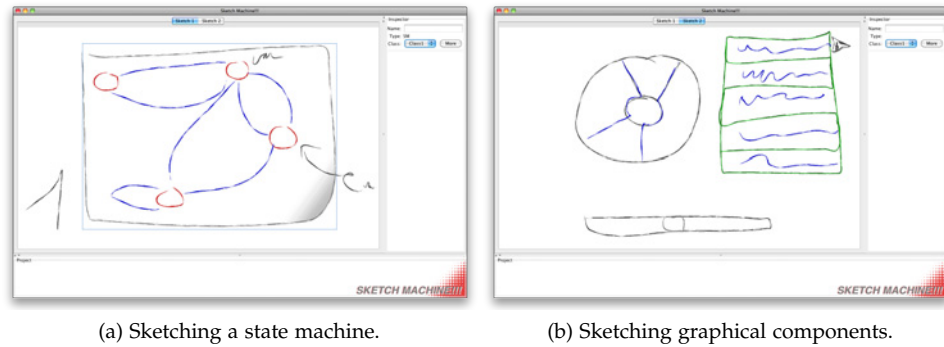 Sketch Machine!!!
Sketch 1 Sketch 2
Inspector
Name:
Type: SM
Class: Class1 More
1
Project
SKETCH MACHINE!!!
(a) Sketching a state machine.
Sketch Machine!!!
Sketch 1 Sketch 2
Inspector
Name:
Type:
Class: Class1 More
Project
SKETCH MACHINE!!!
(b) Sketching graphical components.